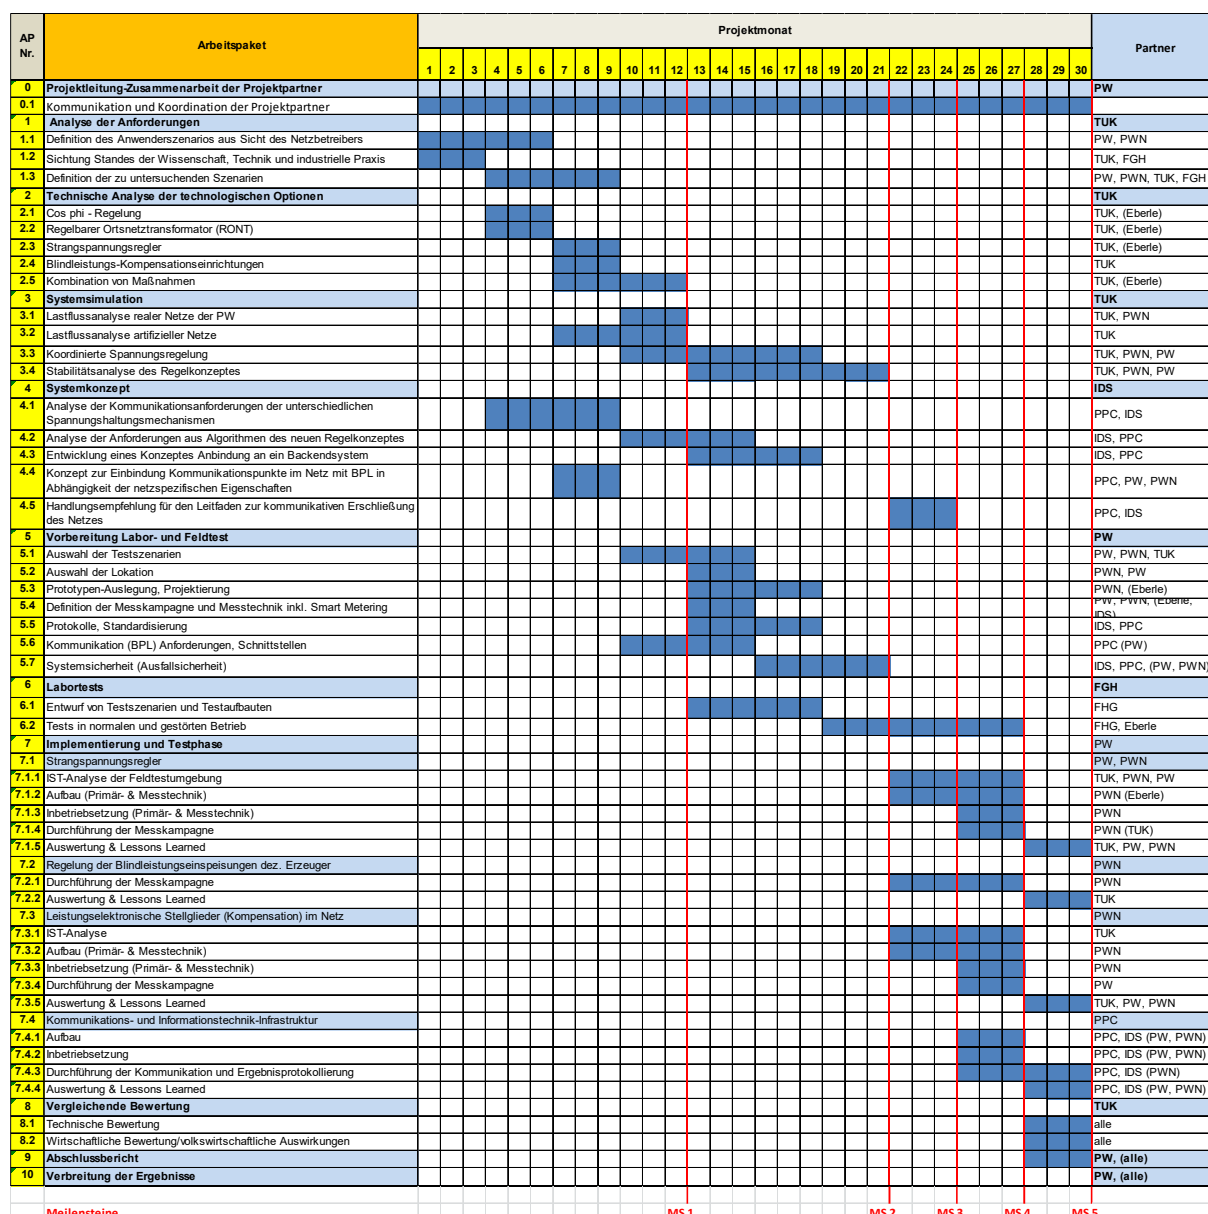 AP Nr. Arbeitspaket Projektmonat Partner
1 2 3 4 5 6 7 8 9 10 11 12 13 14 15 16 17 18 19 20 21 22 23 24 25 26 27 28 29 30
0 Projektleitung-Zusammenarbeit der Projektpartner PW
0.1 Kommunikation und Koordination der Projektpartner
1 Analyse der Anforderungen TUK
1.1 Definition des Anwenderszenarios aus Sicht des Netzbetreibers PW, PWN
1.2 Sichtung Standes der Wissenschaft, Technik und industrielle Praxis TUK, FGH
1.3 Definition der zu untersuchenden Szenarien PW, PWN, TUK, FGH
2 Technische Analyse der technologischen Optionen TUK
2.1 Cos phi - Regelung TUK, (Eberle)
2.2 Regelbarer Ortsnetztransformator (RONT) TUK, (Eberle)
2.3 Strangspannungsregler TUK, (Eberle)
2.4 Blindleistungs-Kompensationseinrichtungen TUK
2.5 Kombination von Maßnahmen TUK, (Eberle)
3 Systemsimulation TUK
3.1 Lastflussanalyse realer Netze der PW TUK, PWN
3.2 Lastflussanalyse artifizieller Netze TUK
3.3 Koordinierte Spannungsregelung TUK, PWN, PW
3.4 Stabilitätsanalyse des Regelkonzeptes TUK, PWN, PW
4 Systemkonzept IDS
4.1 Analyse der Kommunikationsanforderungen der unterschiedlichen
Spannungshaltungsmechanismen PPC, IDS
4.2 Analyse der Anforderungen aus Algorithmen des neuen Regelkonzeptes IDS, PPC
4.3 Entwicklung eines Konzeptes Anbindung an ein Backendsystem IDS, PPC
4.4 Konzept zur Einbindung Kommunikationspunkte im Netz mit BPL in
Abhängigkeit der netzspezifischen Eigenschaften PPC, PW, PWN
4.5 Handlungsempfehlung für den Leitfaden zur kommunikativen Erschließung
des Netzes PPC, IDS
5 Vorbereitung Labor- und Feldtest PW
5.1 Auswahl der Testszenarien PW, PWN, TUK
5.2 Auswahl der Lokation PWN, PW
5.3 Prototypen-Auslegung, Projektierung PWN, (Eberle)
5.4 Definition der Messkampagne und Messtechnik inkl. Smart Metering PW, PWN, (Eberle,
IDS)
5.5 Protokolle, Standardisierung IDS, PPC
5.6 Kommunikation (BPL) Anforderungen, Schnittstellen PPC (PW)
5.7 Systemsicherheit (Ausfallsicherheit) IDS, PPC, (PW, PWN)
6 Labortests FGH
6.1 Entwurf von Testszenarien und Testaufbauten FHG
6.2 Tests in normalen und gestörten Betrieb FHG, Eberle
7 Implementierung und Testphase PW
7.1 Strangspannungsregler PW, PWN
7.1.1 IST-Analyse der Feldtestumgebung TUK, PWN, PW
7.1.2 Aufbau (Primär- & Messtechnik) PWN (Eberle)
7.1.3 Inbetriebsetzung (Primär- & Messtechnik) PWN
7.1.4 Durchführung der Messkampagne PWN (TUK)
7.1.5 Auswertung & Lessons Learned TUK, PW, PWN
7.2 Regelung der Blindleistungseinspeisungen dez. Erzeuger PWN
7.2.1 Durchführung der Messkampagne PWN
7.2.2 Auswertung & Lessons Learned TUK
7.3 Leistungselektronische Stellglieder (Kompensation) im Netz PWN
7.3.1 IST-Analyse TUK
7.3.2 Aufbau (Primär- & Messtechnik) PWN
7.3.3 Inbetriebsetzung (Primär- & Messtechnik) PWN
7.3.4 Durchführung der Messkampagne PW
7.3.5 Auswertung & Lessons Learned TUK, PW, PWN
7.4 Kommunikations- und Informationstechnik-Infrastruktur PPC
7.4.1 Aufbau PPC, IDS (PW, PWN)
7.4.2 Inbetriebsetzung PPC, IDS (PW, PWN)
7.4.3 Durchführung der Kommunikation und Ergebnisprotokollierung PPC, IDS (PWN)
7.4.4 Auswertung & Lessons Learned PPC, IDS (PW, PWN)
8 Vergleichende Bewertung TUK
8.1 Technische Bewertung alle
8.2 Wirtschaftliche Bewertung/volkswirtschaftliche Auswirkungen alle
9 Abschlussbericht PW, (alle)
10 Verbreitung der Ergebnisse PW, (alle)
Meilensteine MS 1 MS 2 MS 3 MS 4 MS 5